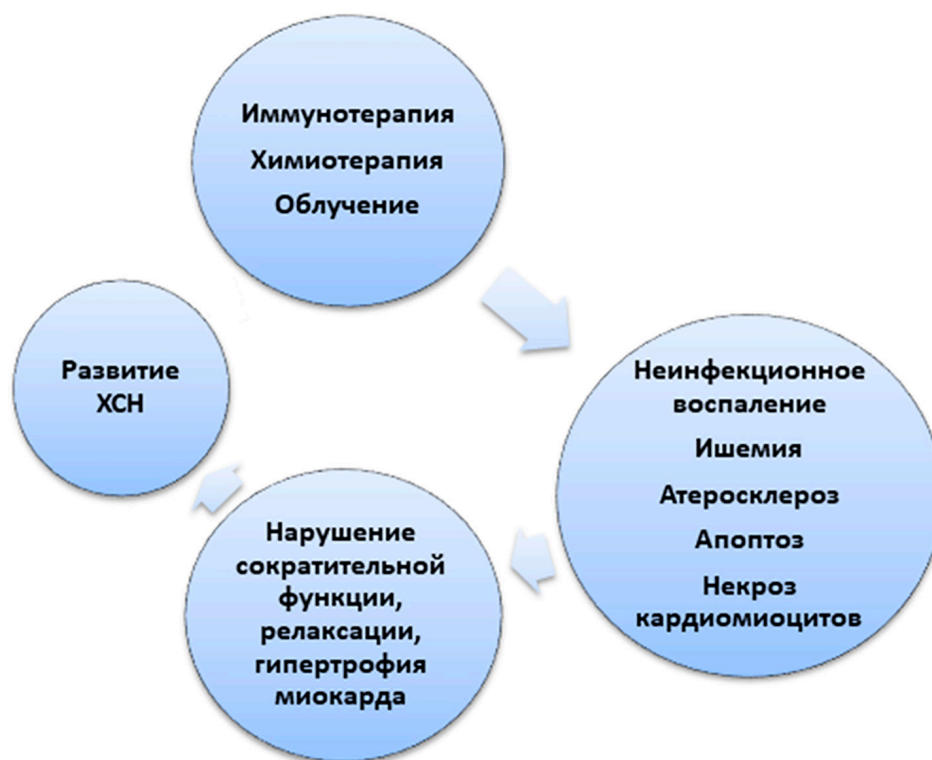 Иммунотерапия
Химиотерапия
Облучение
Неинфекционное
воспаление
Ишемия
Атеросклероз
Апоптоз
Некроз
кардиомиоцитов
Нарушение
сократительной
функции,
релаксации,
гипертрофия
миокарда
Развитие
ХСН